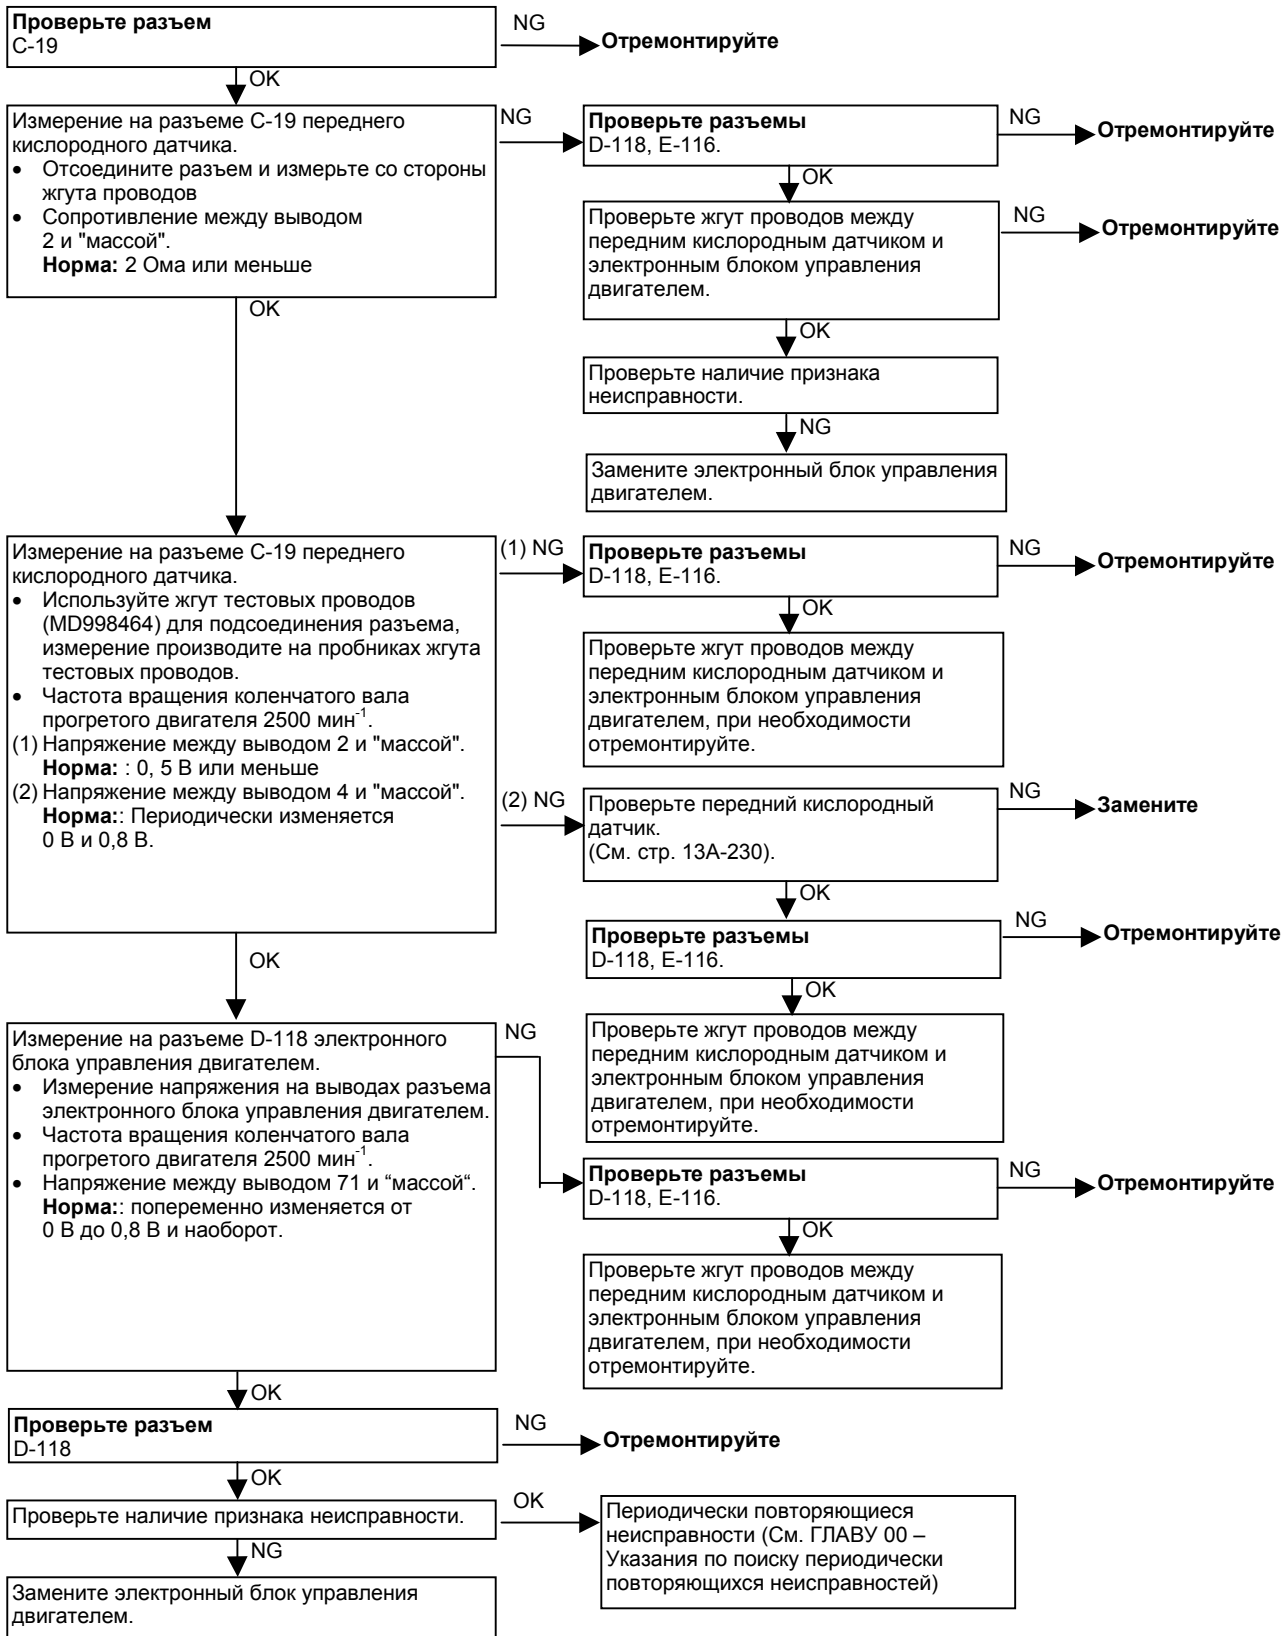 Проверьте разъем
C-19
NG
Отремонтируйте
OK
Измерение на разъеме C-19 переднего
кислородного датчика.
• Отсоедините разъем и измерьте со стороны
жгута проводов
• Сопротивление между выводом
2 и "массой".
Норма: 2 Ома или меньше
NG
Проверьте разъемы
D-118, E-116.
NG
Отремонтируйте
OK
Проверьте жгут проводов между
передним кислородным датчиком и
электронным блоком управления
двигателем.
NG
Отремонтируйте
OK
Проверьте наличие признака
неисправности.
NG
Замените электронный блок управления
двигателем.
OK
Измерение на разъеме C-19 переднего
кислородного датчика.
• Используйте жгут тестовых проводов
(MD998464) для подсоединения разъема,
измерение производите на пробниках жгута
тестовых проводов.
• Частота вращения коленчатого вала
прогретого двигателя 2500 мин-1.
(1) Напряжение между выводом 2 и "массой".
Норма: : 0, 5 В или меньше
(2) Напряжение между выводом 4 и "массой".
Норма:: Периодически изменяется
0 В и 0,8 В.
(1) NG
Проверьте разъемы
D-118, E-116.
NG
Отремонтируйте
OK
Проверьте жгут проводов между
передним кислородным датчиком и
электронным блоком управления
двигателем, при необходимости
отремонтируйте.
(2) NG
Проверьте передний кислородный
датчик.
(См. стр. 13A-230).
NG
Замените
OK
Проверьте разъемы
D-118, E-116.
NG
Отремонтируйте
OK
Проверьте жгут проводов между
передним кислородным датчиком и
электронным блоком управления
двигателем, при необходимости
отремонтируйте.
OK
Измерение на разъеме D-118 электронного
блока управления двигателем.
• Измерение напряжения на выводах разъема
электронного блока управления двигателем.
• Частота вращения коленчатого вала
прогретого двигателя 2500 мин-1.
• Напряжение между выводом 71 и “массой“.
Норма:: попеременно изменяется от
0 В до 0,8 В и наоборот.
NG
Проверьте разъемы
D-118, E-116.
NG
Отремонтируйте
OK
Проверьте жгут проводов между
передним кислородным датчиком и
электронным блоком управления
двигателем, при необходимости
отремонтируйте.
OK
Проверьте разъем
D-118
NG
Отремонтируйте
OK
Проверьте наличие признака неисправности.
OK
Периодически повторяющиеся
неисправности (См. ГЛАВУ 00 –
Указания по поиску периодически
повторяющихся неисправностей)
NG
Замените электронный блок управления
двигателем.